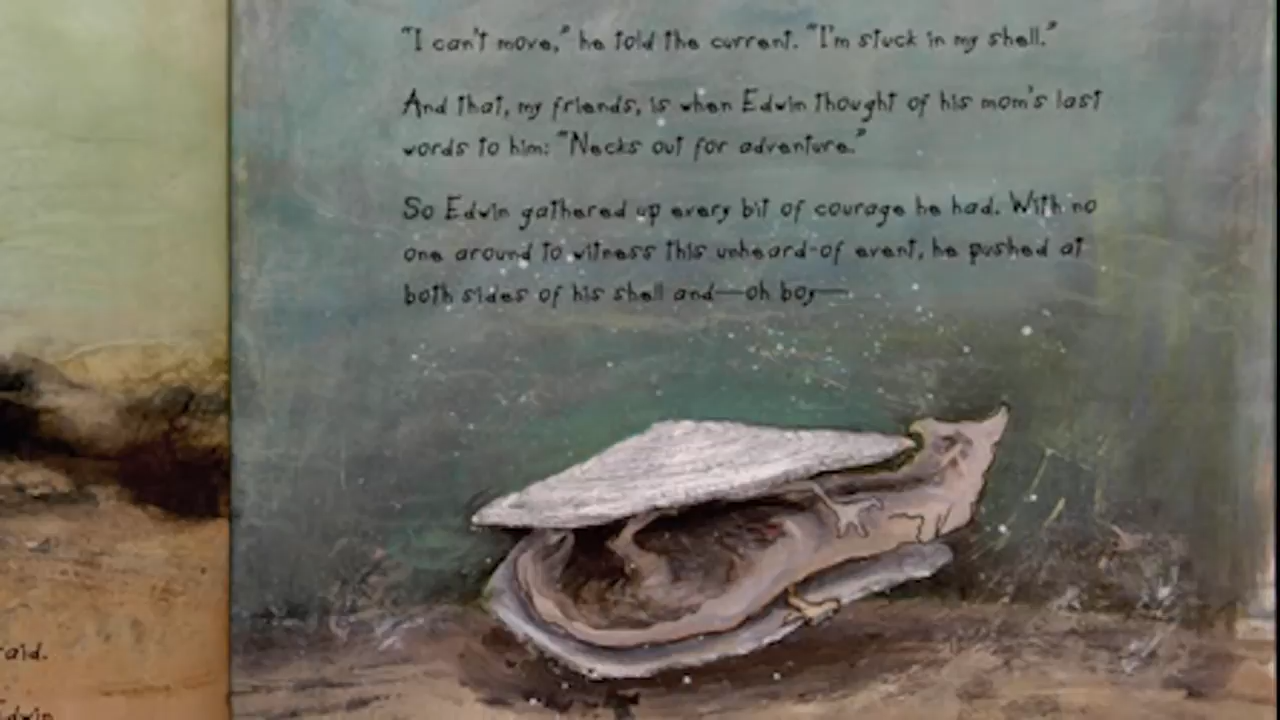 "I can't move," he told the current. "I'm stuck in my shell."
And that, my friends, is when Edwin thought of his mom's last
words to him: "Necks out for adventure."
So Edwin gathered up every bit of courage he had. With no
one around to witness this unheard-of event, he pushed at
both sides of his shell and—oh boy—